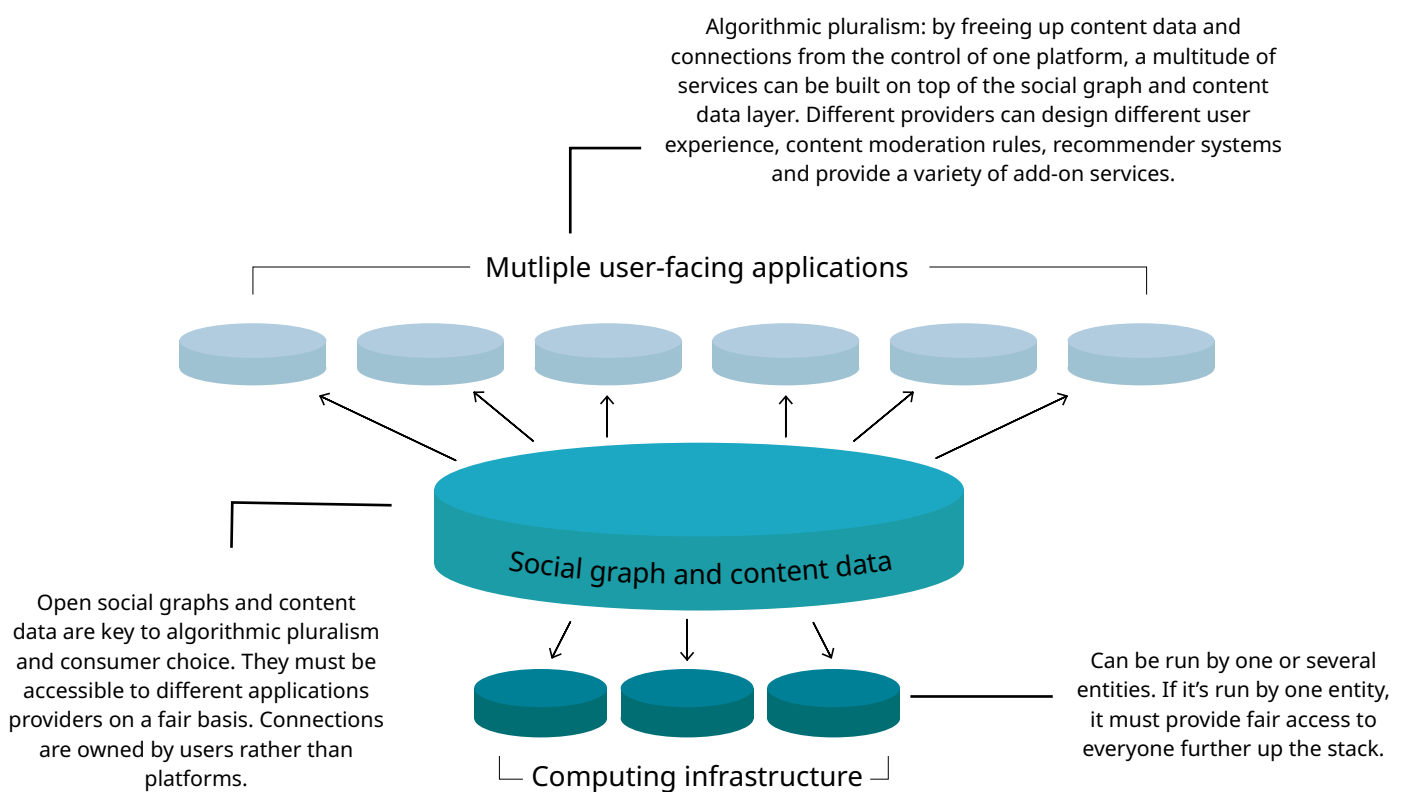 Algorithmic pluralism: by freeing up content data and
connections from the control of one platform, a multitude of
services can be built on top of the social graph and content
data layer. Different providers can design different user
experience, content moderation rules, recommender systems
and provide a variety of add-on services.
Mutliple user-facing applications
Social graph and content data
Open social graphs and content
data are key to algorithmic pluralism
and consumer choice. They must be
accessible to different applications
providers on a fair basis. Connections
are owned by users rather than
platforms.
Can be run by one or several
entities. If it’s run by one entity,
it must provide fair access to
everyone further up the stack.
Computing infrastructure